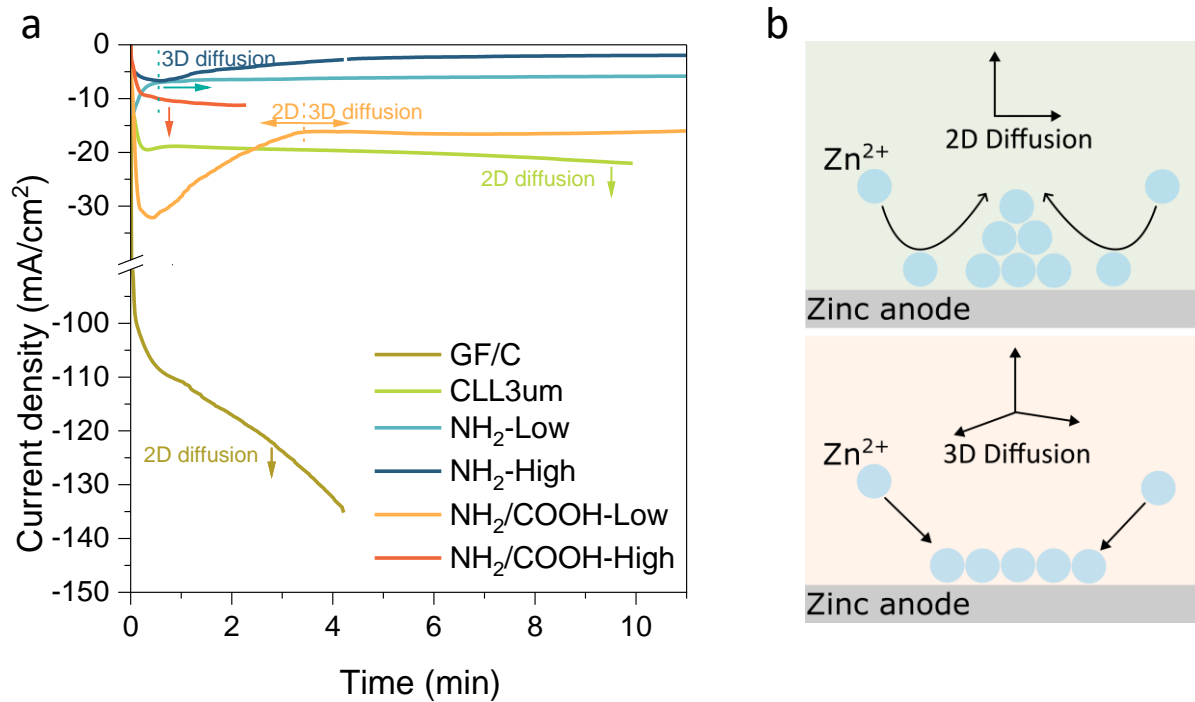 a
Current density (mA/cm²)
0
-10
-20
-30
-100
-110
-120
-130
-140
-150
3D diffusion
2D 3D diffusion
2D diffusion
2D diffusion
GF/C
CLL3um
NH₂-Low
NH₂-High
NH₂/COOH-Low
NH₂/COOH-High
0 2 4 6 8 10
Time (min)
b
2D Diffusion
Zn²⁺
Zinc anode
3D Diffusion
Zn²⁺
Zinc anode